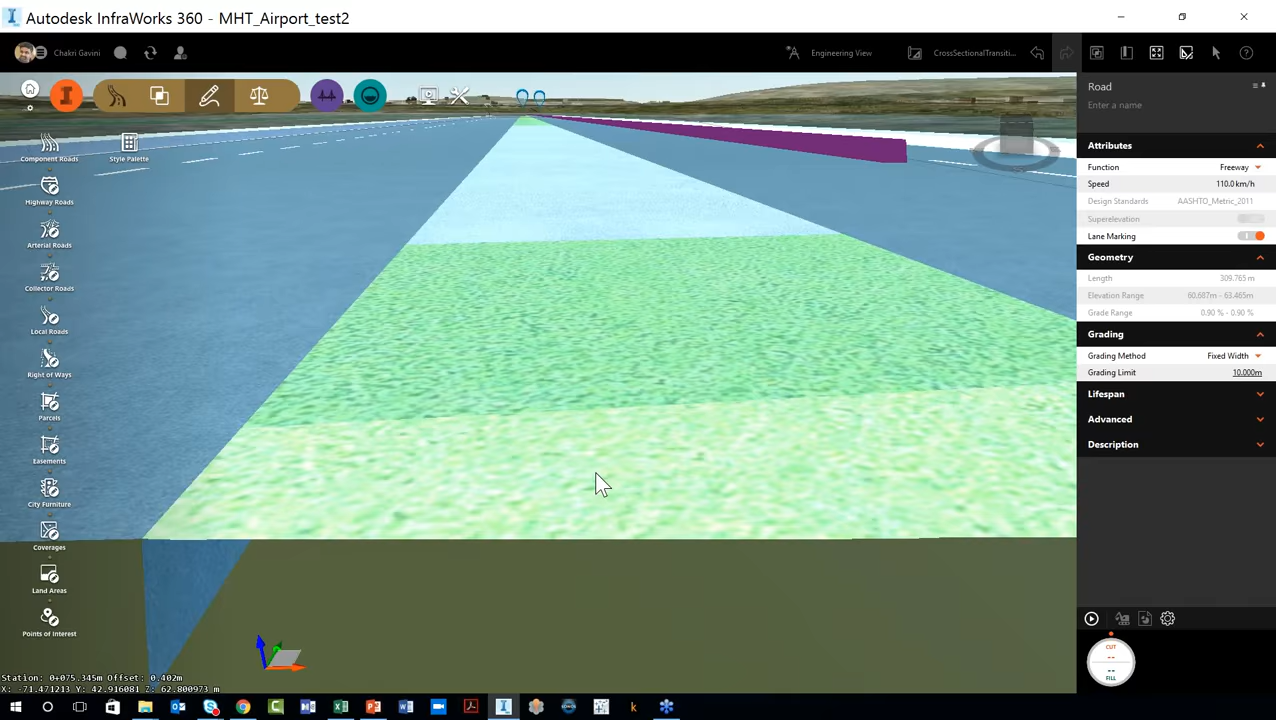 Autodesk InfraWorks 360 - MHT_Airport_test2
Chakri Gavini
Engineering View
CrossSectionalTransiti...
Component Roads
Style Palette
Highway Roads
Arterial Roads
Collector Roads
Local Roads
Right of Ways
Parcels
Easements
City Furniture
Coverages
Land Areas
Points of Interest
Station: 0+075.345m Offset: 0.402m
X: -71.471213 Y: 42.916081 Z: 62.800973 m
Road
Enter a name
Attributes
Function Freeway
Speed 110.0 km/h
Design Standards AASHTO_Metric_2011
Superelevation
Lane Marking
Geometry
Length 309.765 m
Elevation Range 60.687m - 63.465m
Grade Range 0.90 % - 0.90 %
Grading
Grading Method Fixed Width
Grading Limit 10.000m
Lifespan
Advanced
Description
CUT
--
--
FILL